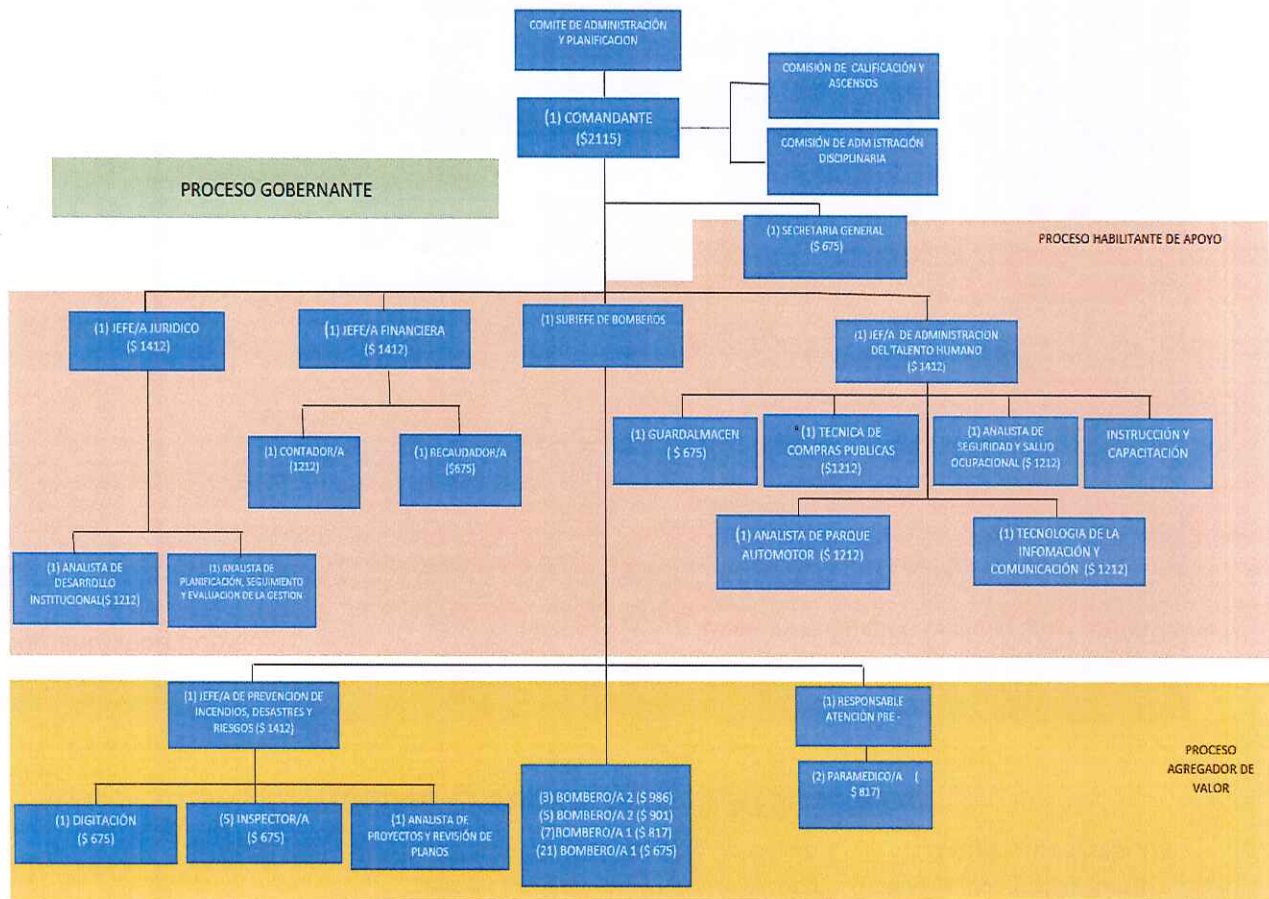 COMITE DE ADMINISTRACIÓN
Y PLANIFICACION
COMISIÓN DE CALIFICACIÓN Y
ASCENSOS
(1) COMANDANTE
($2115)
COMISIÓN DE ADMISTRACIÓN
DISCIPLINARIA
PROCESO GOBERNANTE
(1) SECRETARIA GENERAL
($ 675)
PROCESO HABILITANTE DE APOYO
(1) JEFE/A JURIDICO
($ 1412)
(1) JEFE/A FINANCIERA
($ 1412)
(1) SUBJEFE DE BOMBEROS
(1) JEF/A DE ADMINISTRACION
DEL TALENTO HUMANO
($ 1412)
(1) CONTADOR/A
(1212)
(1) RECAUDADOR/A
($675)
(1) GUARDALMACEN
( $ 675)
(1) TECNICA DE
COMPRAS PUBLICAS
($1212)
(1) ANALISTA DE
SEGURIDAD Y SALUD
OCUPACIONAL ($ 1212)
INSTRUCCIÓN Y
CAPACITACIÓN
(1) ANALISTA DE PARQUE
AUTOMOTOR ($ 1212)
(1) TECNOLOGIA DE LA
INFOMACIÓN Y
COMUNICACIÓN ($ 1212)
(1) ANALISTA DE
DESARROLLO
INSTITUCIONAL($ 1212)
(1) ANALISTA DE
PLANIFICACIÓN, SEGUIMIENTO
Y EVALUACION DE LA GESTION
(1) JEFE/A DE PREVENCION DE
INCENDIOS, DESASTRES Y
RIESGOS ($ 1412)
(1) RESPONSABLE
ATENCIÓN PRE -
PROCESO
AGREGADOR DE
VALOR
(2) PARAMEDICO/A (
$ 817)
(1) DIGITACIÓN
($ 675)
(5) INSPECTOR/A
($ 675)
(1) ANALISTA DE
PROYECTOS Y REVISIÓN DE
PLANOS
(3) BOMBERO/A 2 ($ 986)
(5) BOMBERO/A 2 ($ 901)
(7)BOMBERO/A 1 ($ 817)
(21) BOMBERO/A 1 ($ 675)